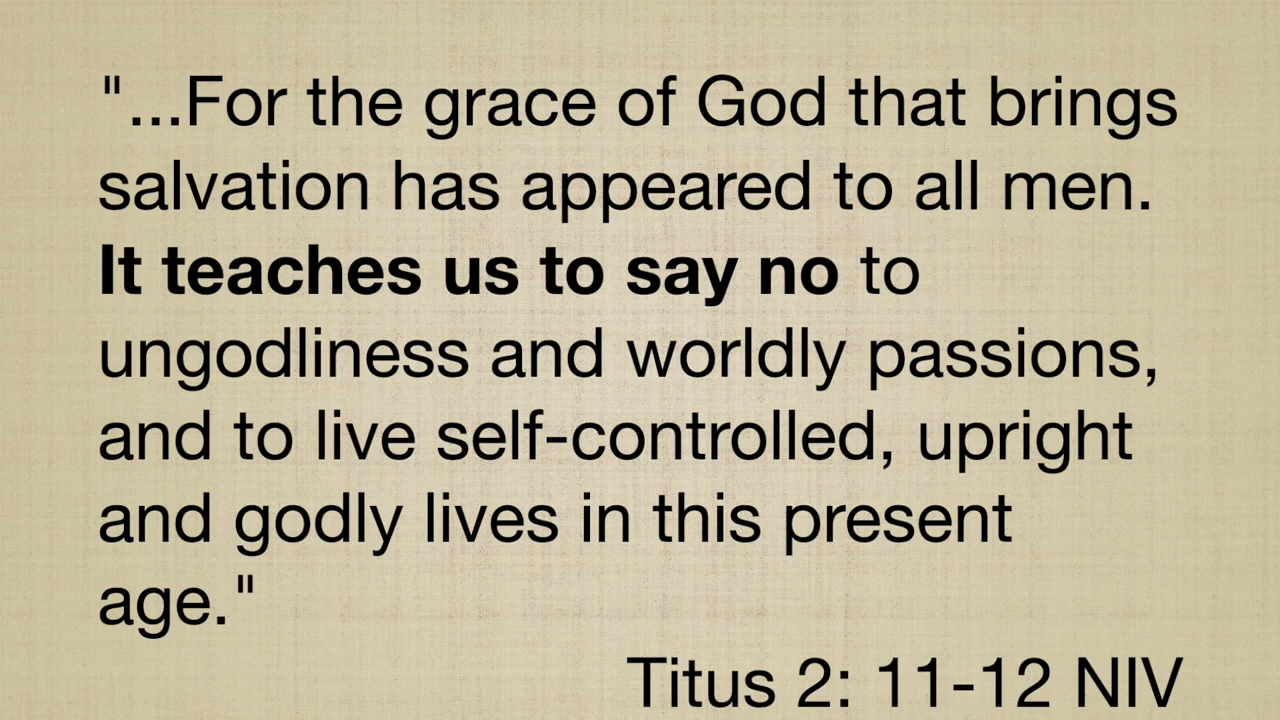 "...For the grace of God that brings
salvation has appeared to all men.
It teaches us to say no to
ungodliness and worldly passions,
and to live self-controlled, upright
and godly lives in this present
age."
Titus 2: 11-12 NIV